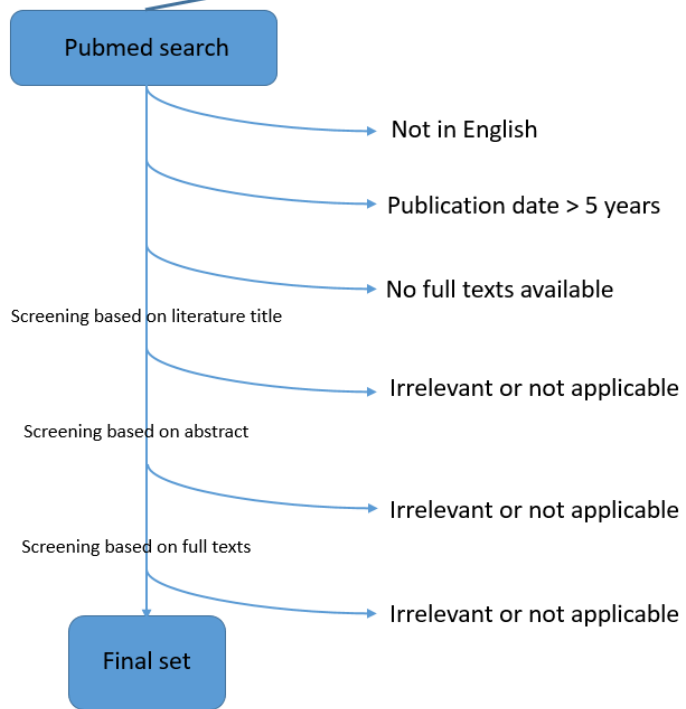 Pubmed search
Not in English
Publication date > 5 years
No full texts available
Screening based on literature title
Irrelevant or not applicable
Screening based on abstract
Irrelevant or not applicable
Screening based on full texts
Irrelevant or not applicable
Final set